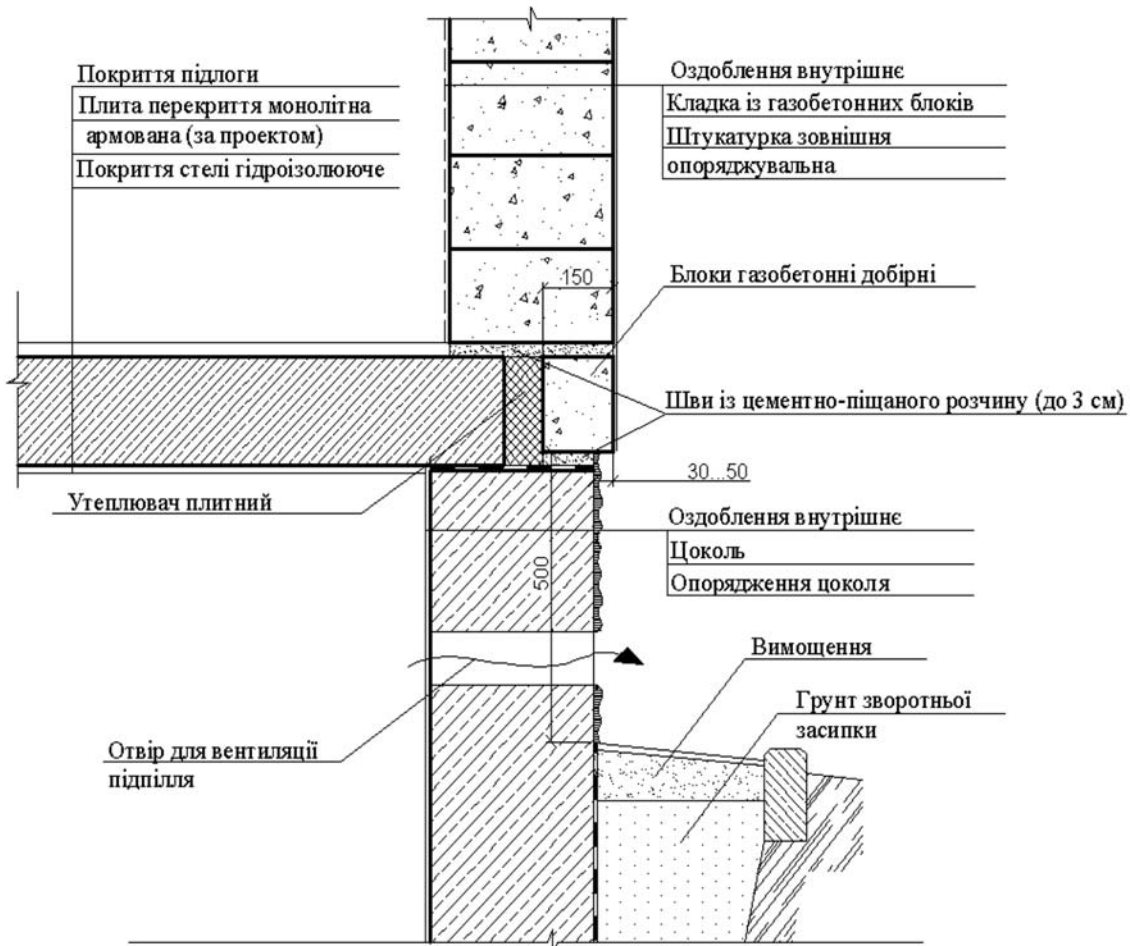 Покриття підлоги
Плита перекриття монолітна
армована (за проектом)
Покриття стелі гідроізолююче
Оздоблення внутрішнє
Кладка із газобетонних блоків
Штукатурка зовнішня
опоряджувальна
150
Блоки газобетонні добірні
Шви із цементно-піщаного розчину (до 3 см)
30...50
Утеплювач плитний
Оздоблення внутрішнє
Цоколь
Опорядження цоколя
500
Вимощення
Грунт зворотньої
засипки
Отвір для вентиляції
підпілля